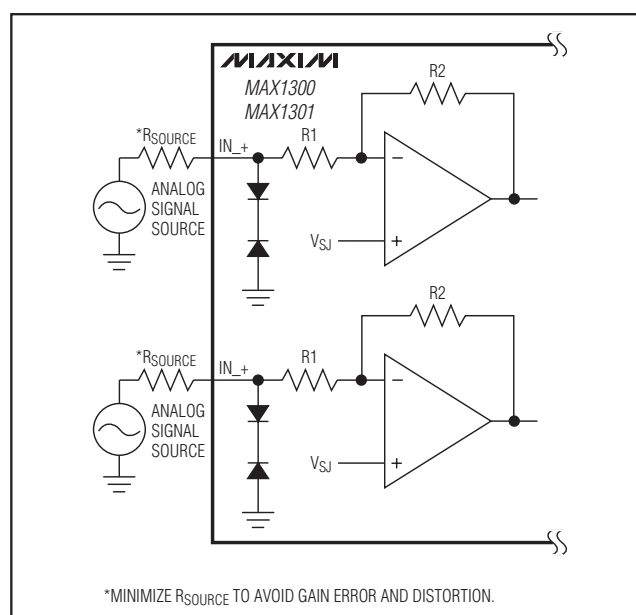 MAXIM
MAX1300
MAX1301
R2
*RSOURCE
IN_+
R1
ANALOG
SIGNAL
SOURCE
−
VSJ
+
R2
*RSOURCE
IN_+
R1
ANALOG
SIGNAL
SOURCE
−
VSJ
+
*MINIMIZE RSOURCE TO AVOID GAIN ERROR AND DISTORTION.